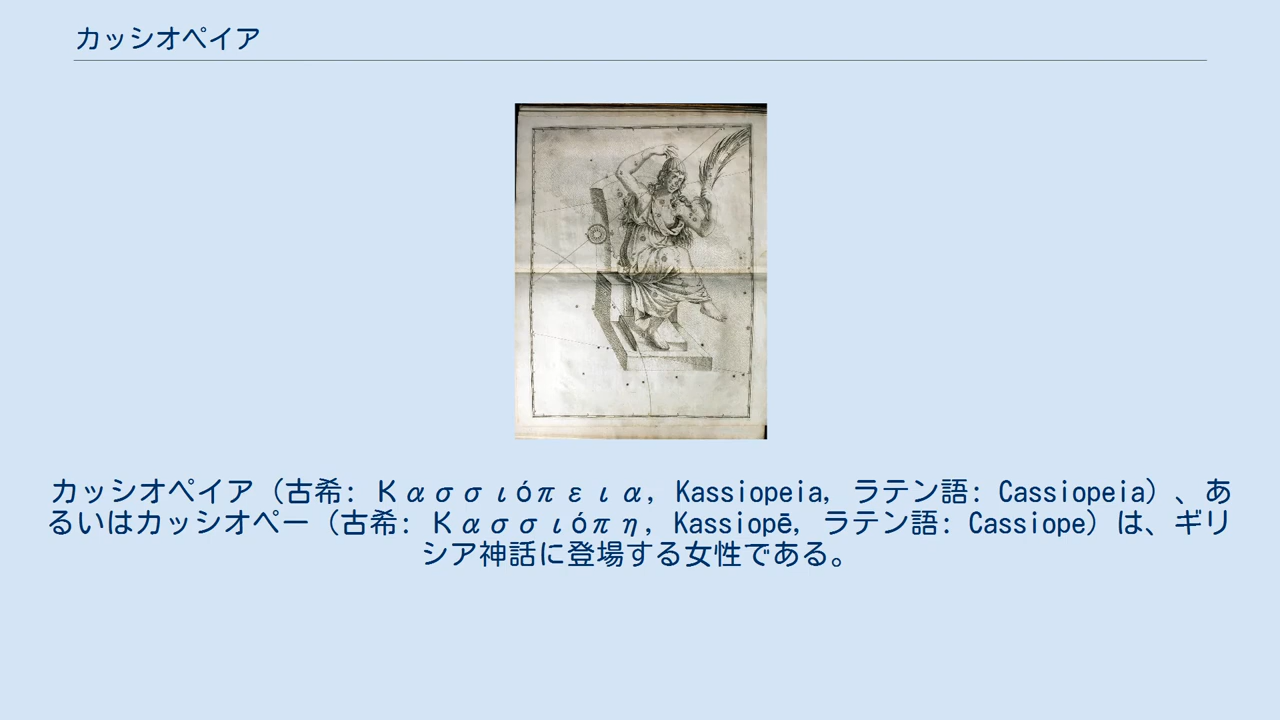 カッシオペイア
カッシオペイア（古希: Κασσιόπεια, Kassiopeia, ラテン語: Cassiopeia）、あ
るいはカッシオペー（古希: Κασσιόπη, Kassiopē, ラテン語: Cassiope）は、ギリ
シア神話に登場する女性である。